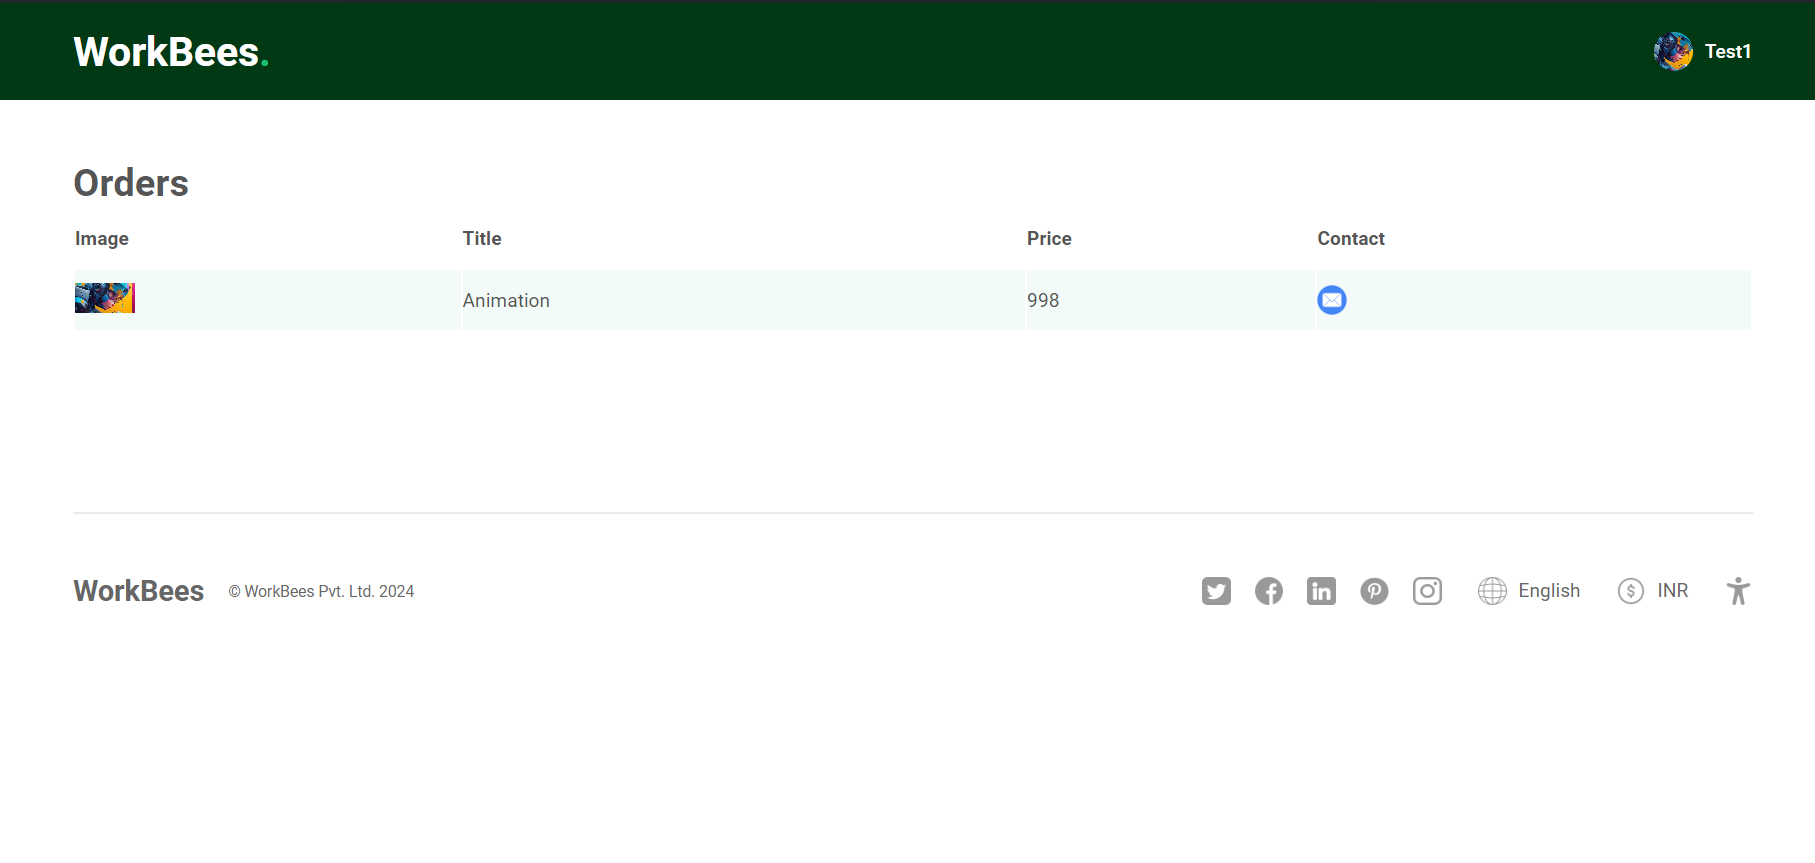 WorkBees.
Test1
Orders
Image Title Price Contact
Animation 998
WorkBees © WorkBees Pvt. Ltd. 2024 English INR